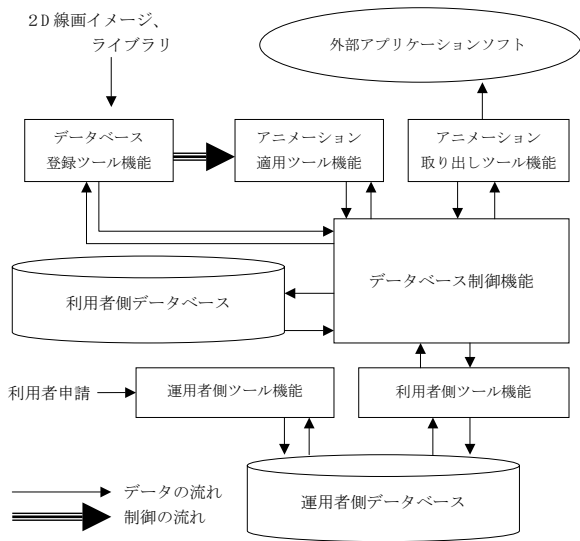 2D線画イメージ、
ライブラリ
外部アプリケーションソフト
データベース
登録ツール機能
アニメーション
適用ツール機能
アニメーション
取り出しツール機能
データベース制御機能
利用者側データベース
利用者申請
運用者側ツール機能
利用者側ツール機能
運用者側データベース
データの流れ
制御の流れ